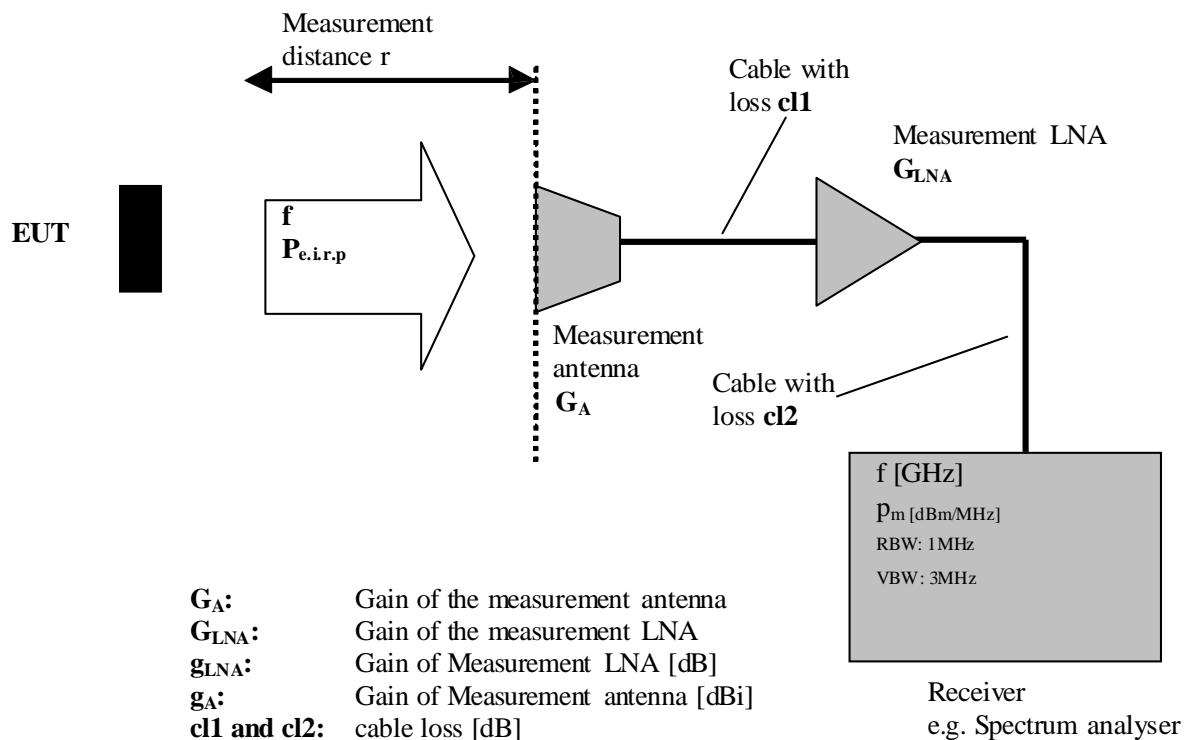 Measurement
distance r
Cable with
loss cl1
Measurement LNA
GLNA
EUT
f
Pe.i.r.p
Measurement
antenna
GA
Cable with
loss cl2
f [GHz]
pm [dBm/MHz]
RBW: 1MHz
VBW: 3MHz
GA: Gain of the measurement antenna
GLNA: Gain of the measurement LNA
gLNA: Gain of Measurement LNA [dB]
gA: Gain of Measurement antenna [dBi]
cl1 and cl2: cable loss [dB]
Receiver
e.g. Spectrum analyser